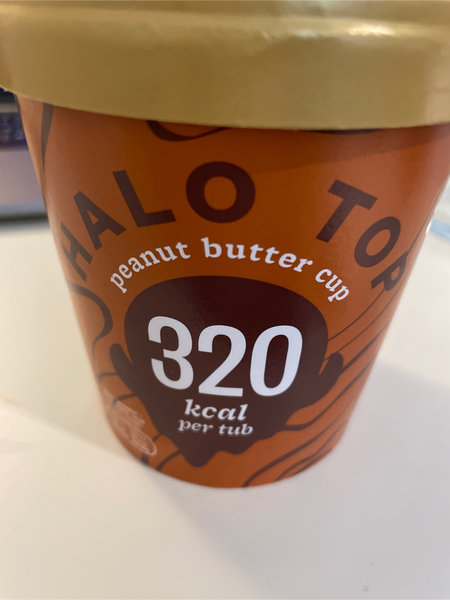 HALO TOP
peanut butter cup
320
kcal
per tub